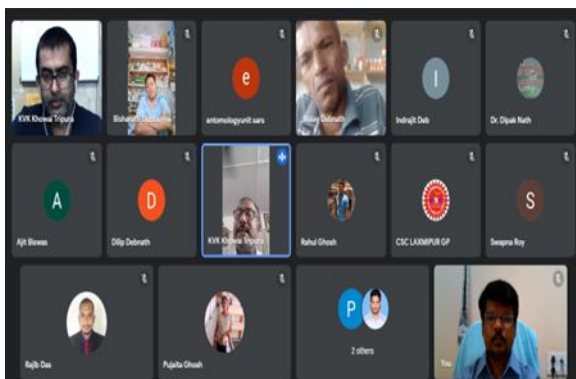 KVK Khowai Tripura
e
entomologyunit sars
Debnath
I
Indrajit Deb
Dr. Dipak Nath
A
Ajit Biswas
D
Dilip Debnath
KVK Khowai Tripura
Rahul Ghosh
CSC LAXMIPUR GP
S
Swapna Roy
Rajib Das
Pujaita Ghosh
P
2 others
You